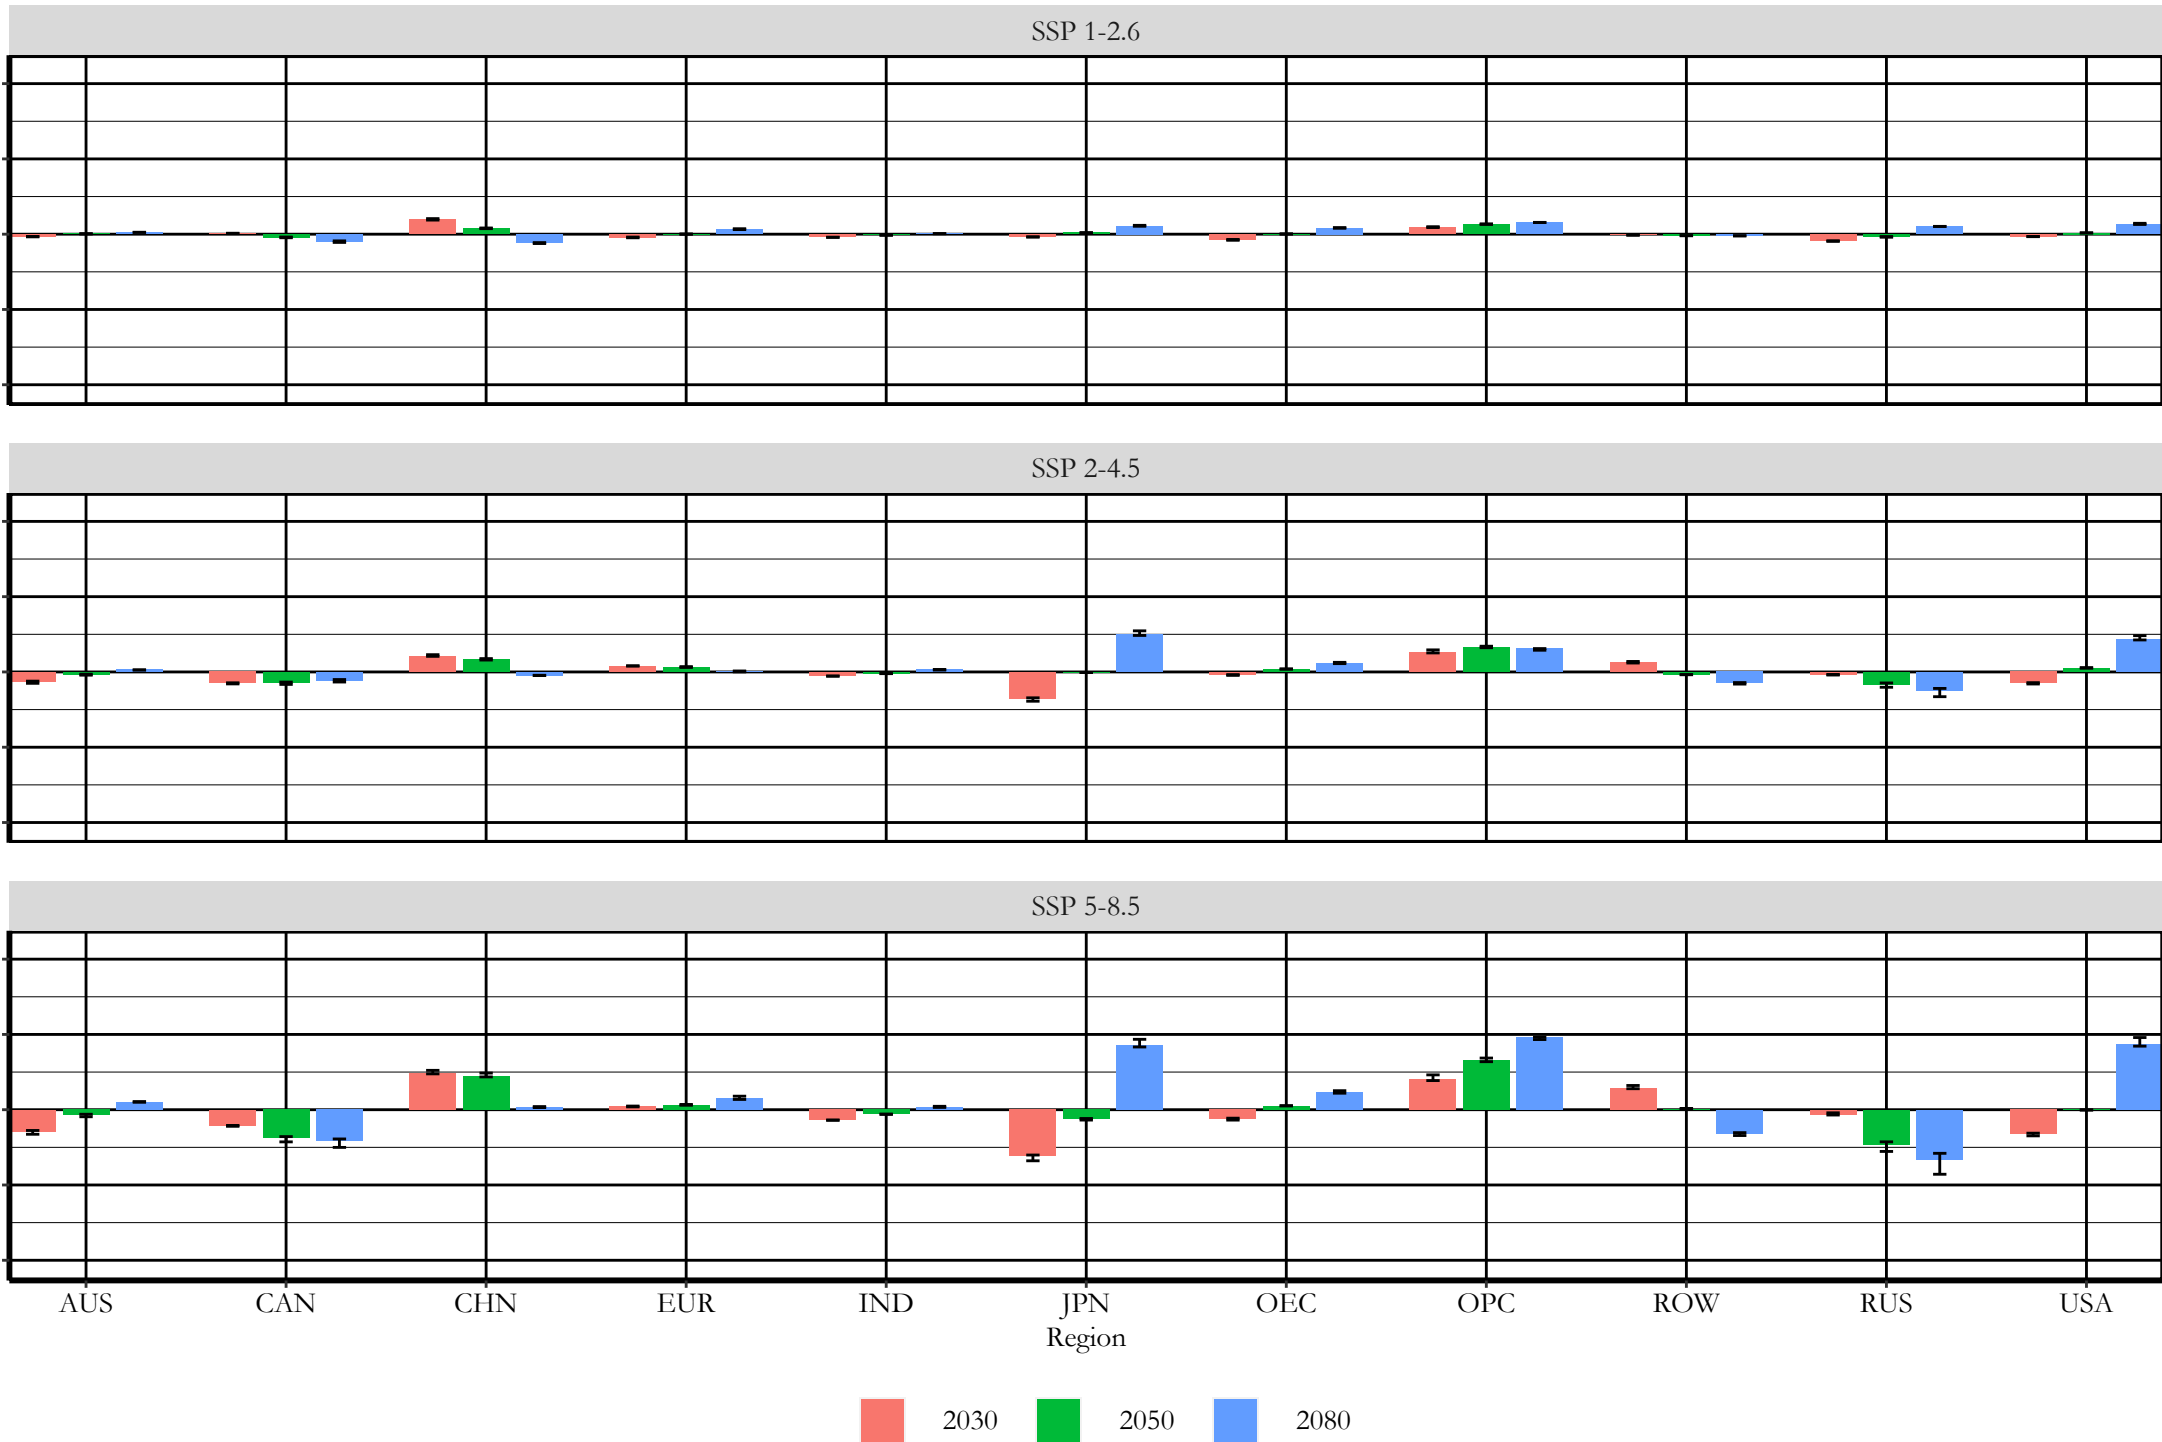 SSP 1-2.6
SSP 2-4.5
SSP 5-8.5
AUS CAN CHN EUR IND JPN OEC OPC ROW RUS USA
Region
2030 2050 2080